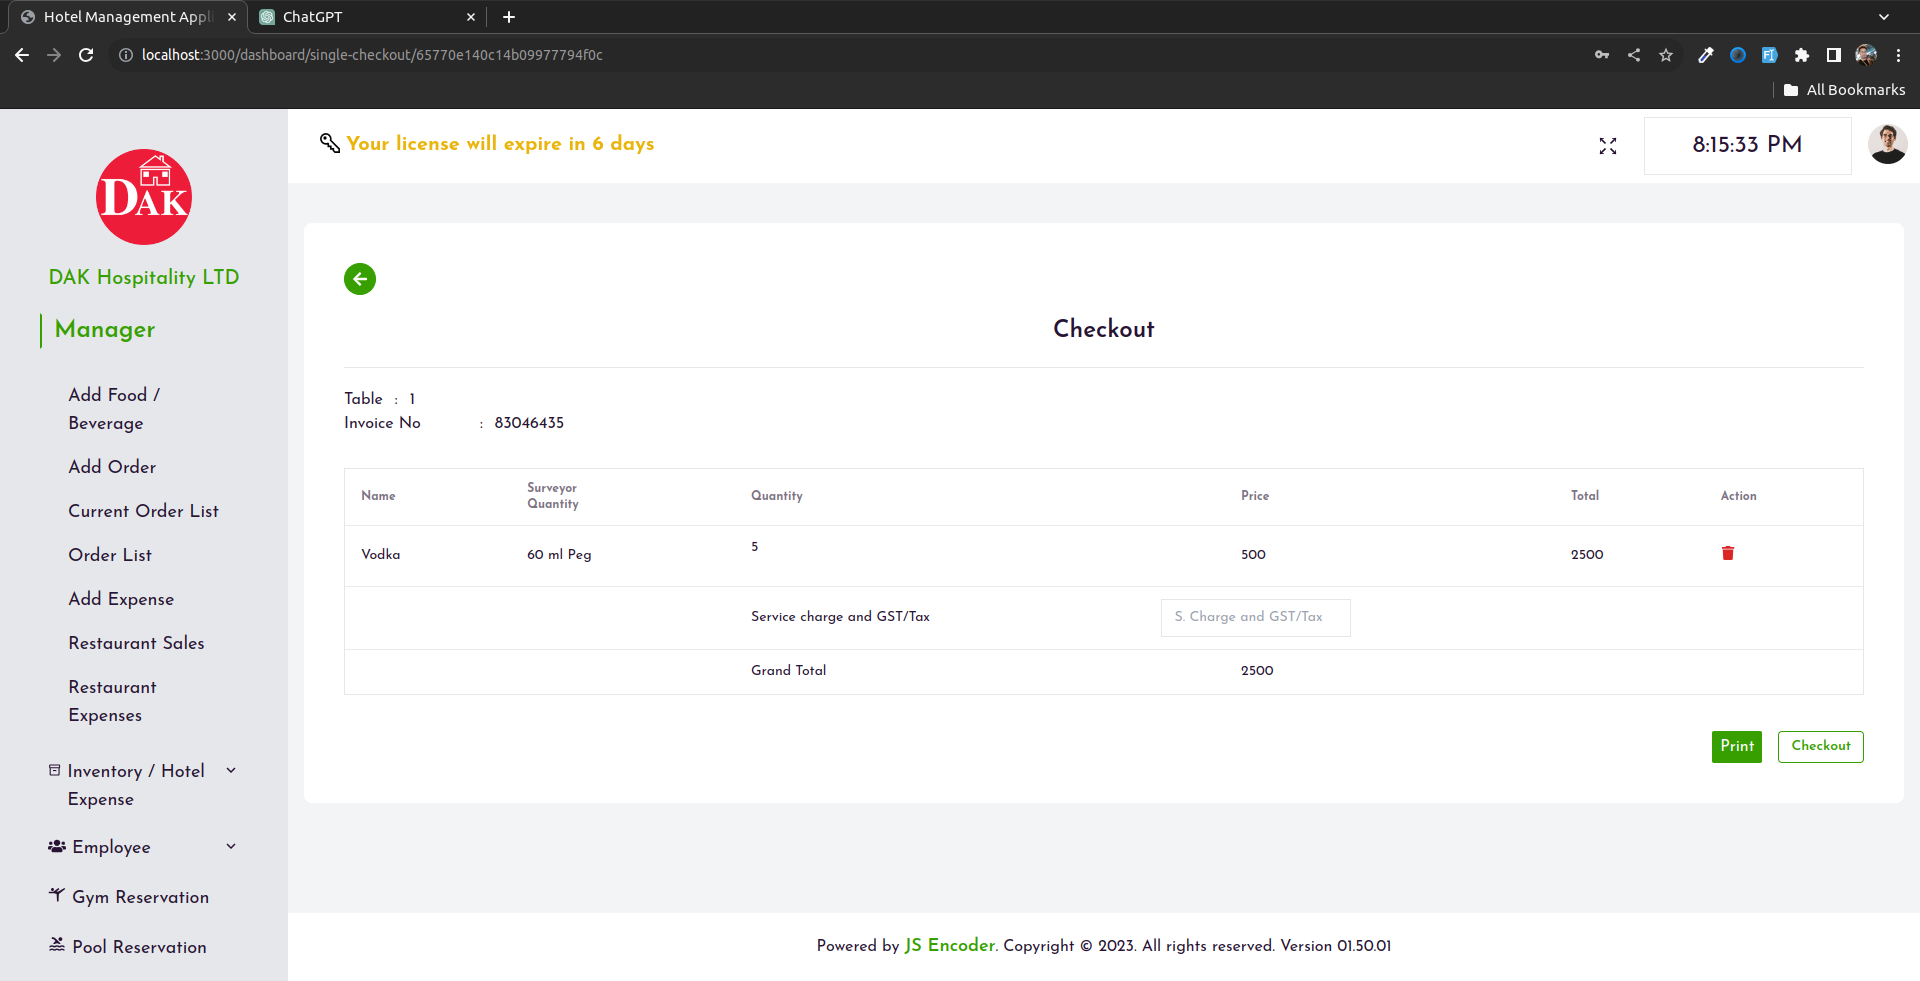 Hotel Management Appl
ChatGPT
localhost:3000/dashboard/single-checkout/65770e140c14b09977794f0c
All Bookmarks
DAK
DAK Hospitality LTD
Manager
Add Food /
Beverage
Add Order
Current Order List
Order List
Add Expense
Restaurant Sales
Restaurant
Expenses
Inventory / Hotel
Expense
Employee
Gym Reservation
Pool Reservation
Your license will expire in 6 days
8:15:33 PM
Checkout
Table : 1
Invoice No : 83046435
Name Surveyor Quantity Quantity Price Total Action
Vodka 60 ml Peg 5 500 2500
Service charge and GST/Tax S. Charge and GST/Tax
Grand Total 2500
Print Checkout
Powered by JS Encoder. Copyright © 2023. All rights reserved. Version 01.50.01